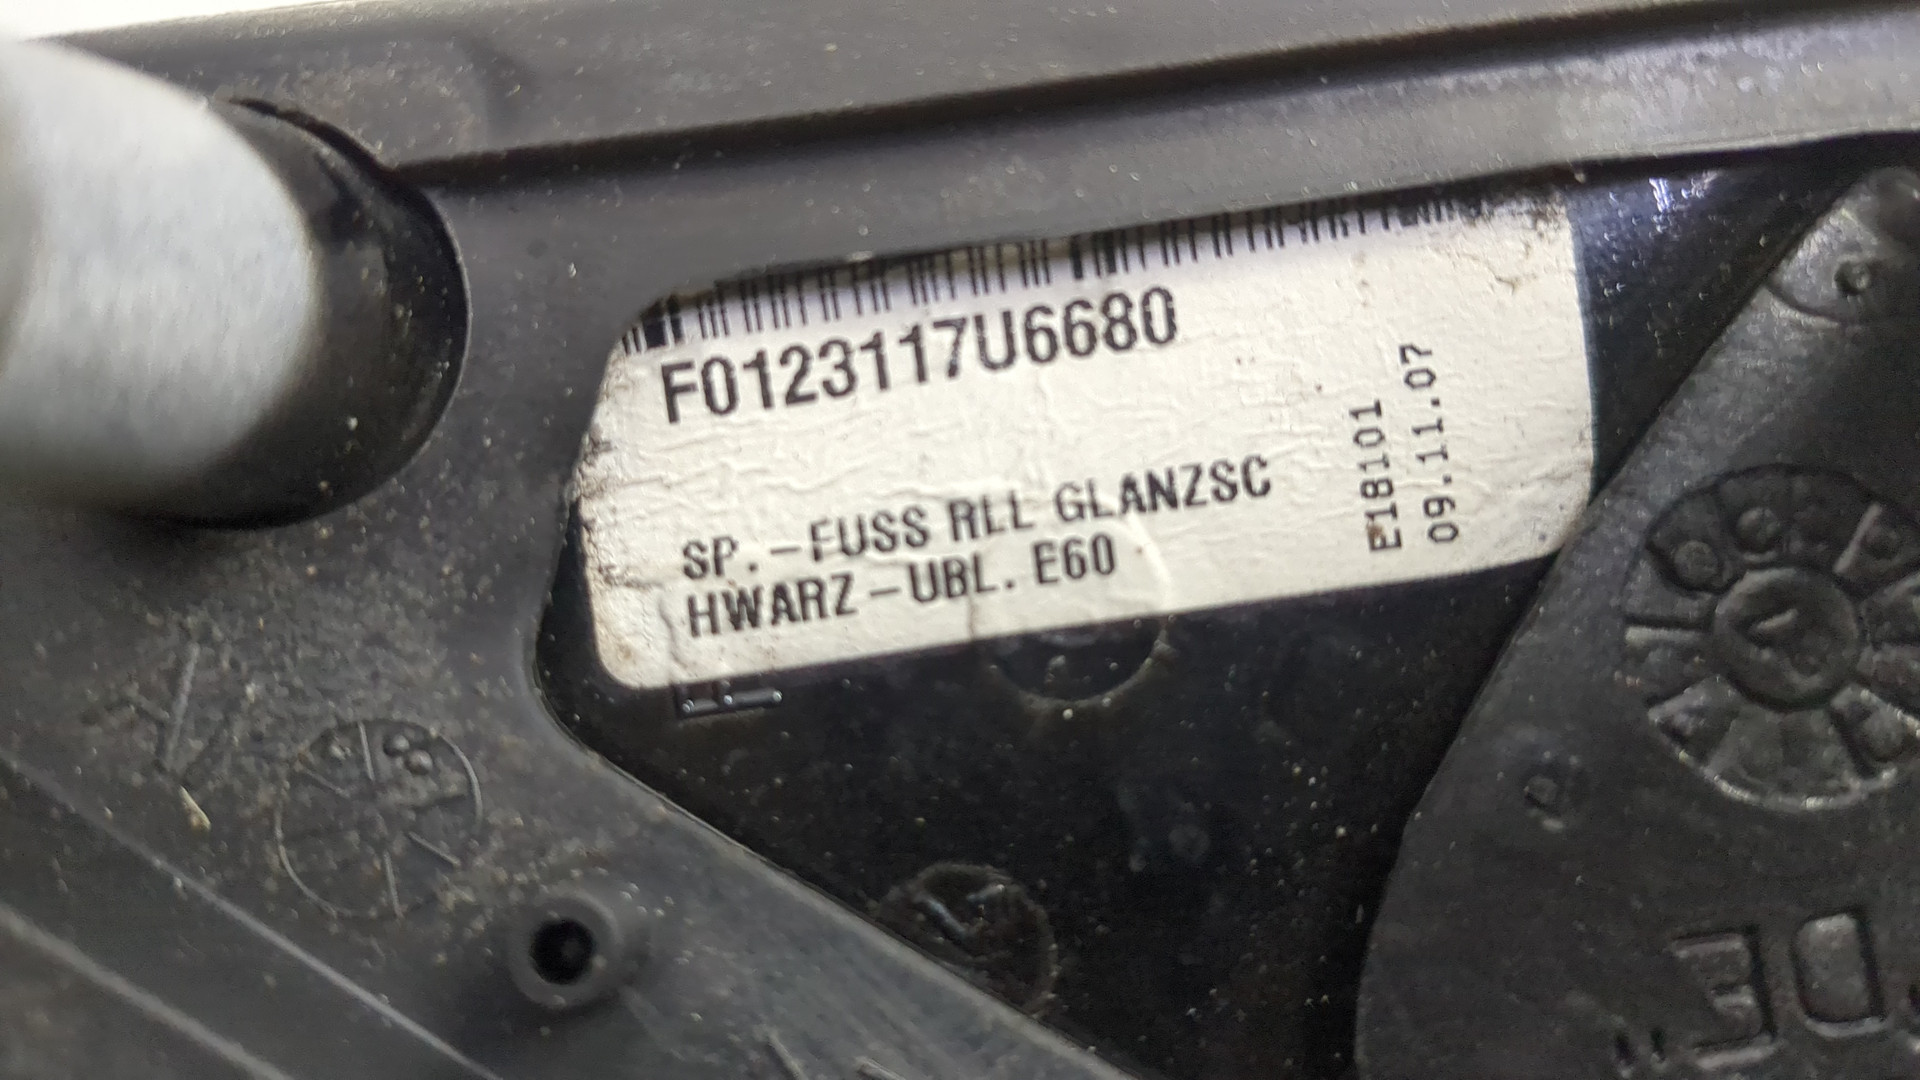 F0123117U6680
SP.-FUSS RLL GLANZSC
HWARZ-UBL. E60
E18101
09.11.07